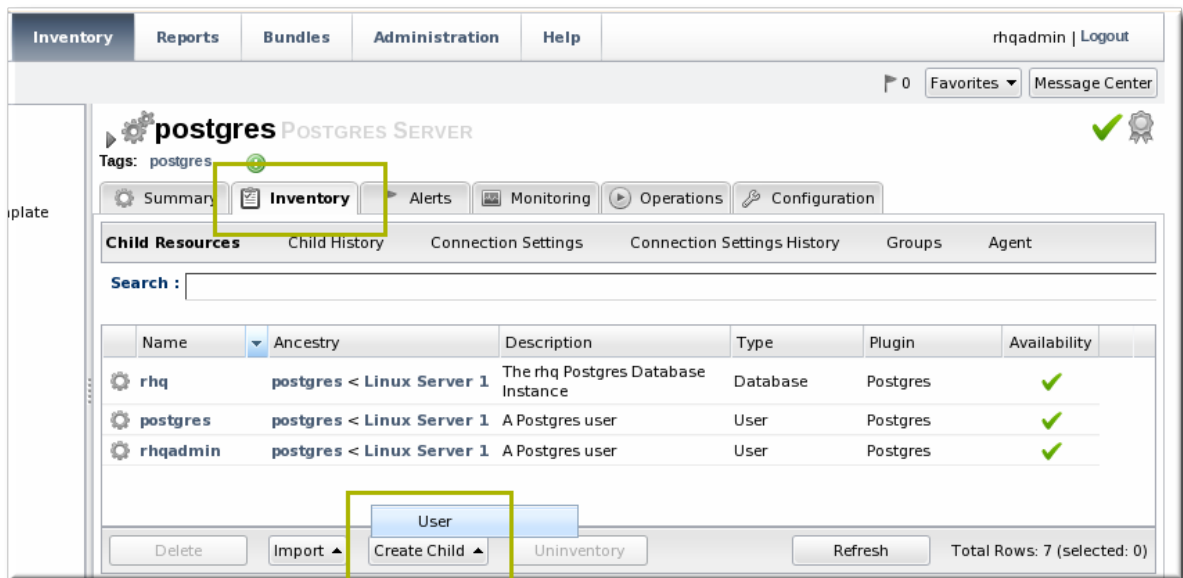 Inventory Reports Bundles Administration Help rhqadmin | Logout
0 Favorites Message Center
postgres POSTGRES SERVER
Tags: postgres
Summary Inventory Alerts Monitoring Operations Configuration
plate
Child Resources Child History Connection Settings Connection Settings History Groups Agent
Search :
Name Ancestry Description Type Plugin Availability
rhq postgres < Linux Server 1 The rhq Postgres Database Instance Database Postgres
postgres postgres < Linux Server 1 A Postgres user User Postgres
rhqadmin postgres < Linux Server 1 A Postgres user User Postgres
User
Delete Import Create Child Uninventory Refresh Total Rows: 7 (selected: 0)